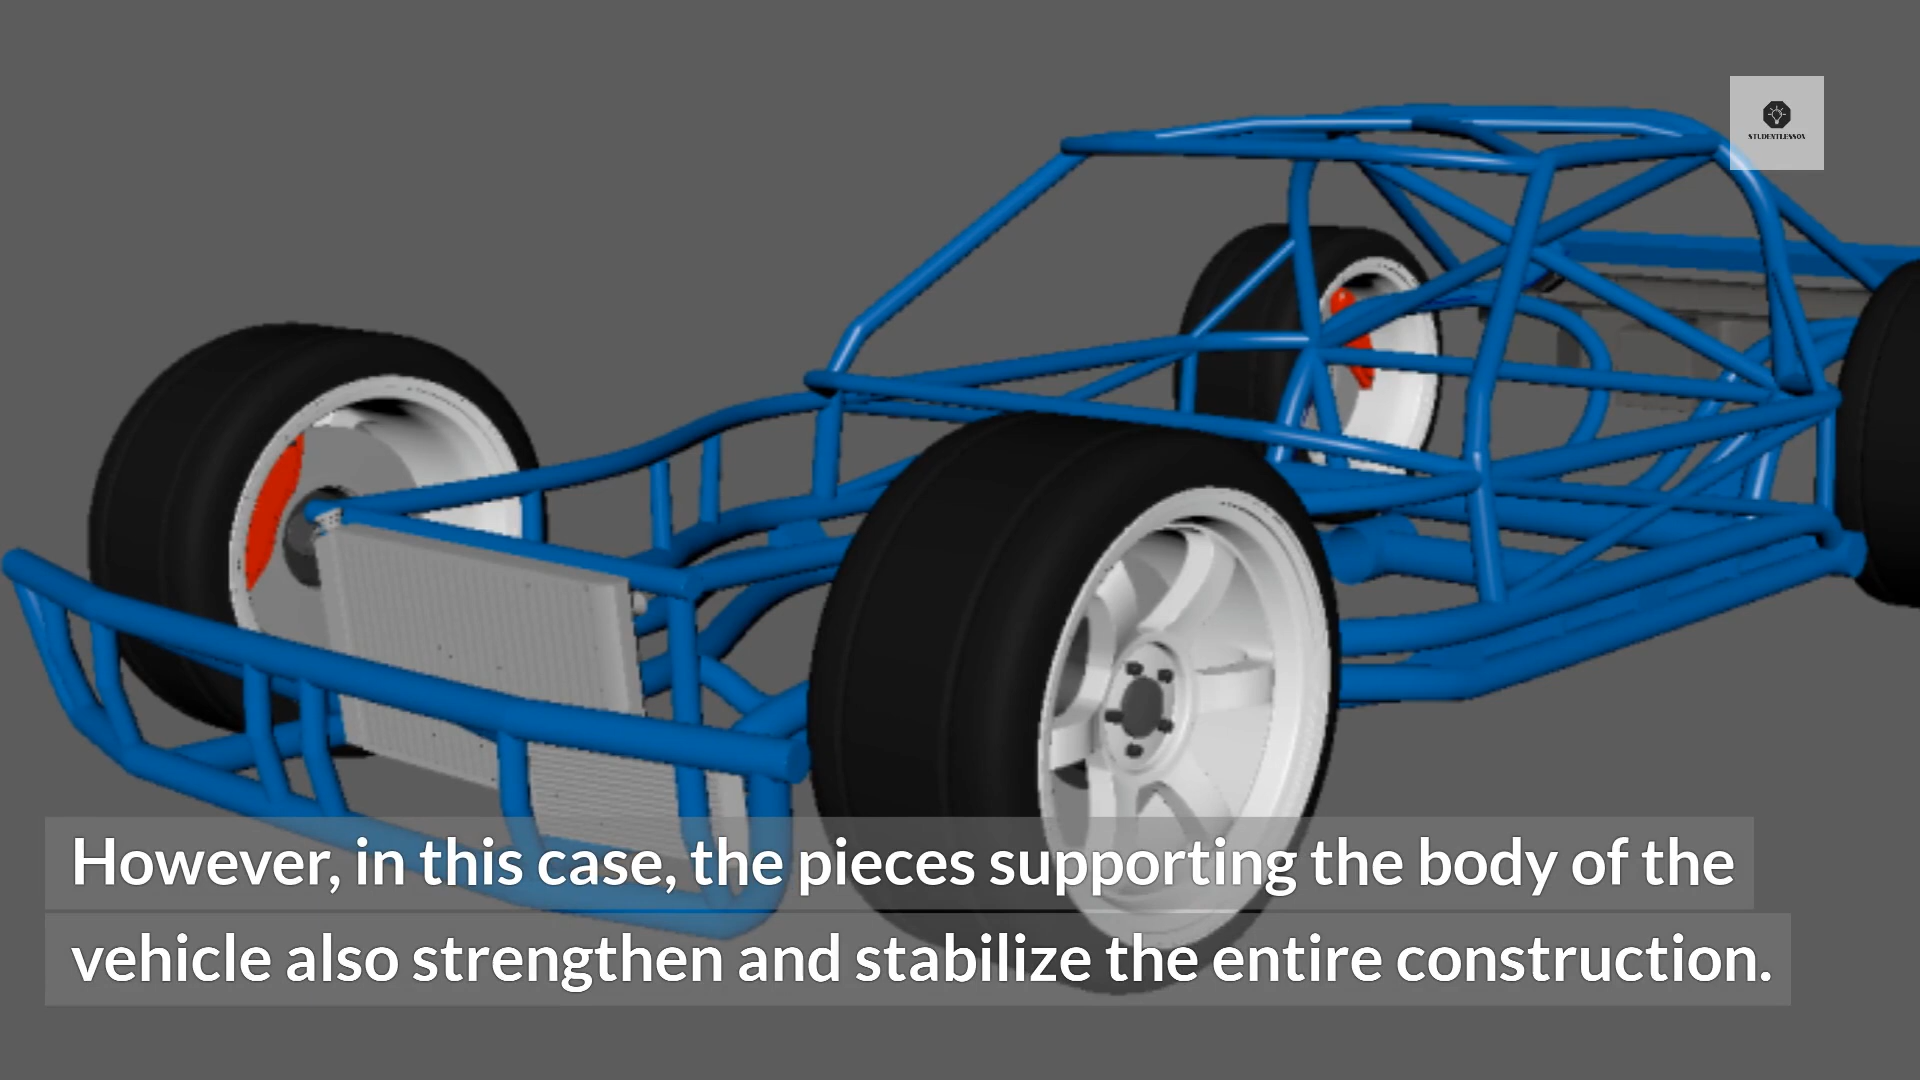 STUDENTLESSON
However, in this case, the pieces supporting the body of the
vehicle also strengthen and stabilize the entire construction.